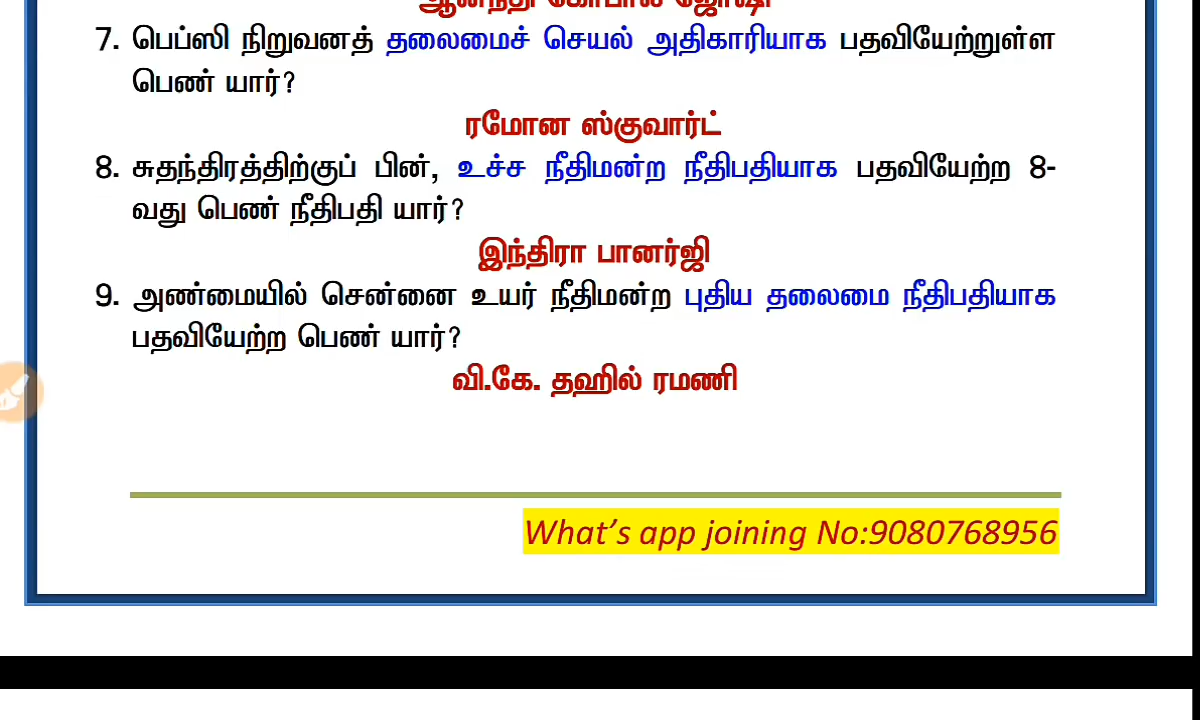 ஆனந்தி கோபால் ஜோஷி
7. பெப்ஸி நிறுவனத் தலைமைச் செயல் அதிகாரியாக பதவியேற்றுள்ள
பெண் யார்?
ரமோன ஸ்குவார்ட்
8. சுதந்திரத்திற்குப் பின், உச்ச நீதிமன்ற நீதிபதியாக பதவியேற்ற 8-
வது பெண் நீதிபதி யார்?
இந்திரா பானர்ஜி
9. அண்மையில் சென்னை உயர் நீதிமன்ற புதிய தலைமை நீதிபதியாக
பதவியேற்ற பெண் யார்?
வி.கே. தஹில் ரமணி
What’s app joining No:9080768956